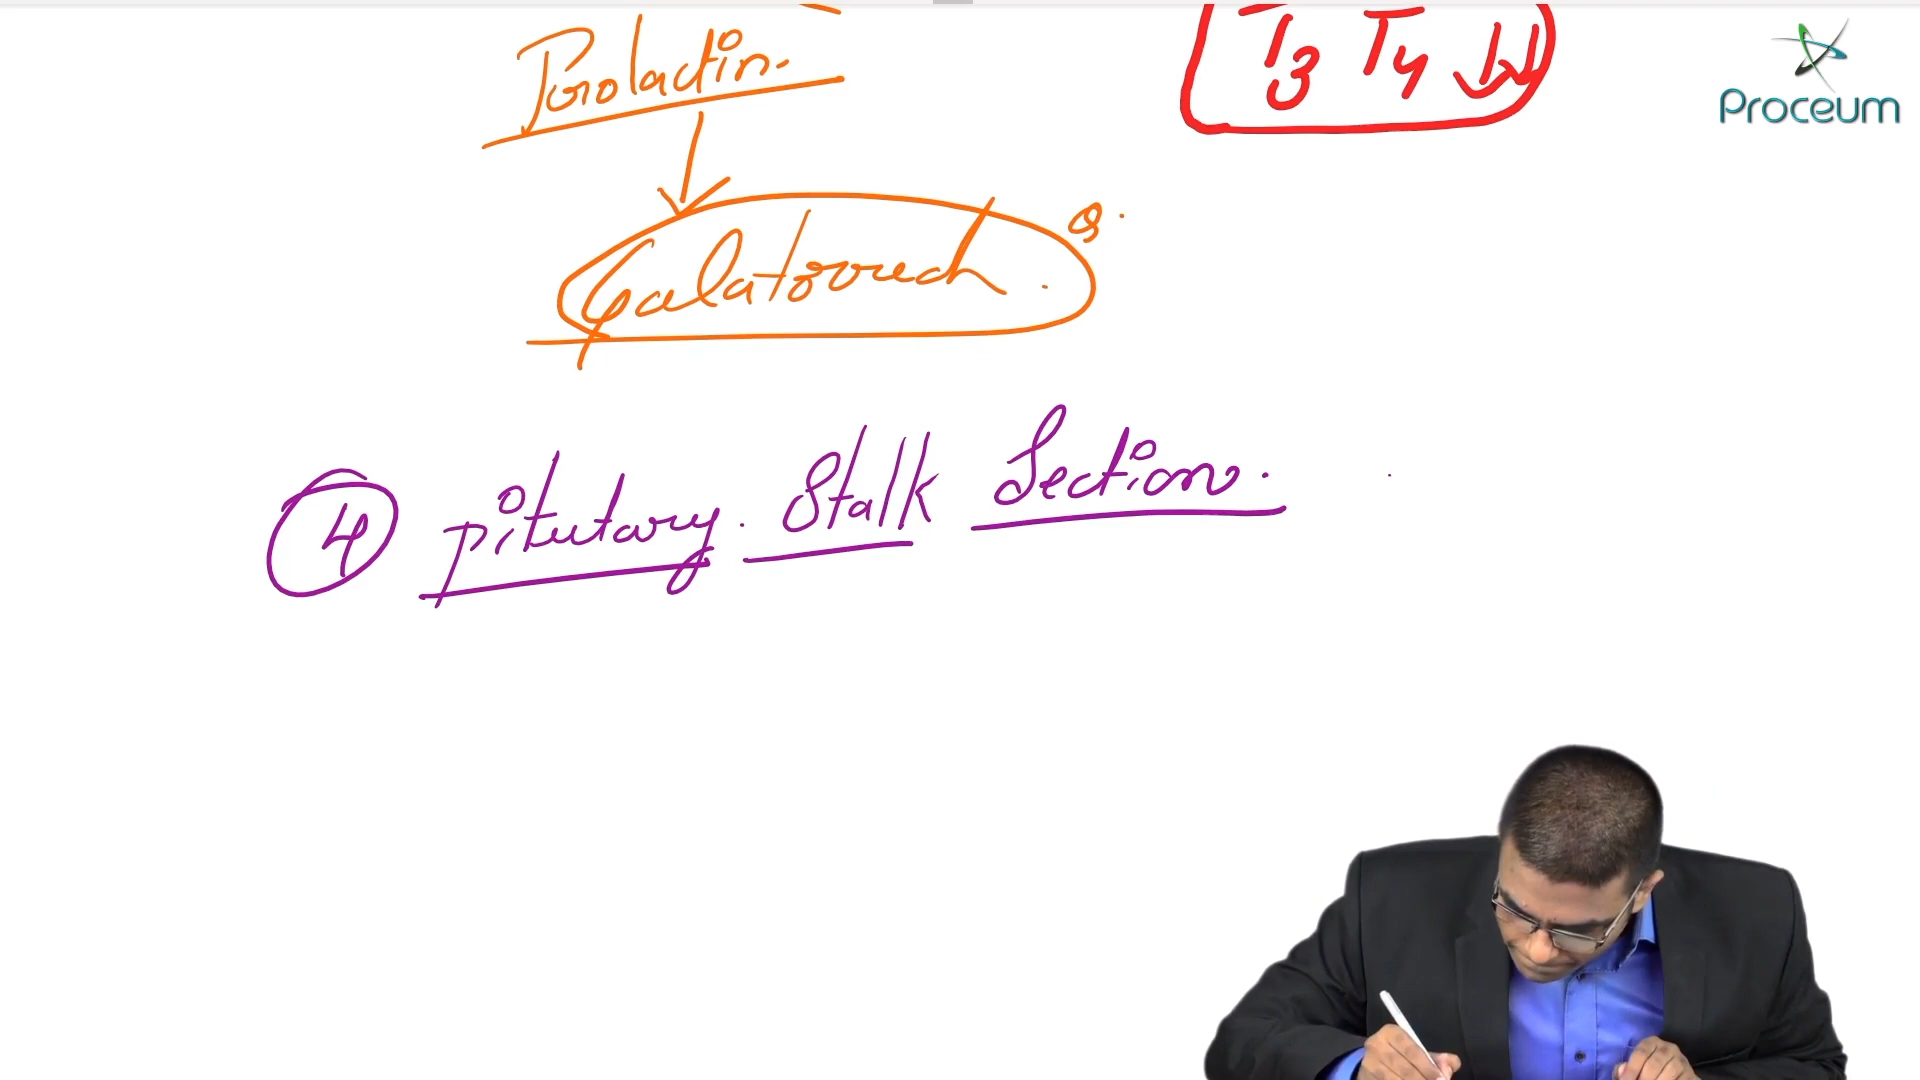 Prolactin.
T3 T4 ↓↓
Proceum
Galatorrech.
Q.
4 Pitutary. Stalk Section.